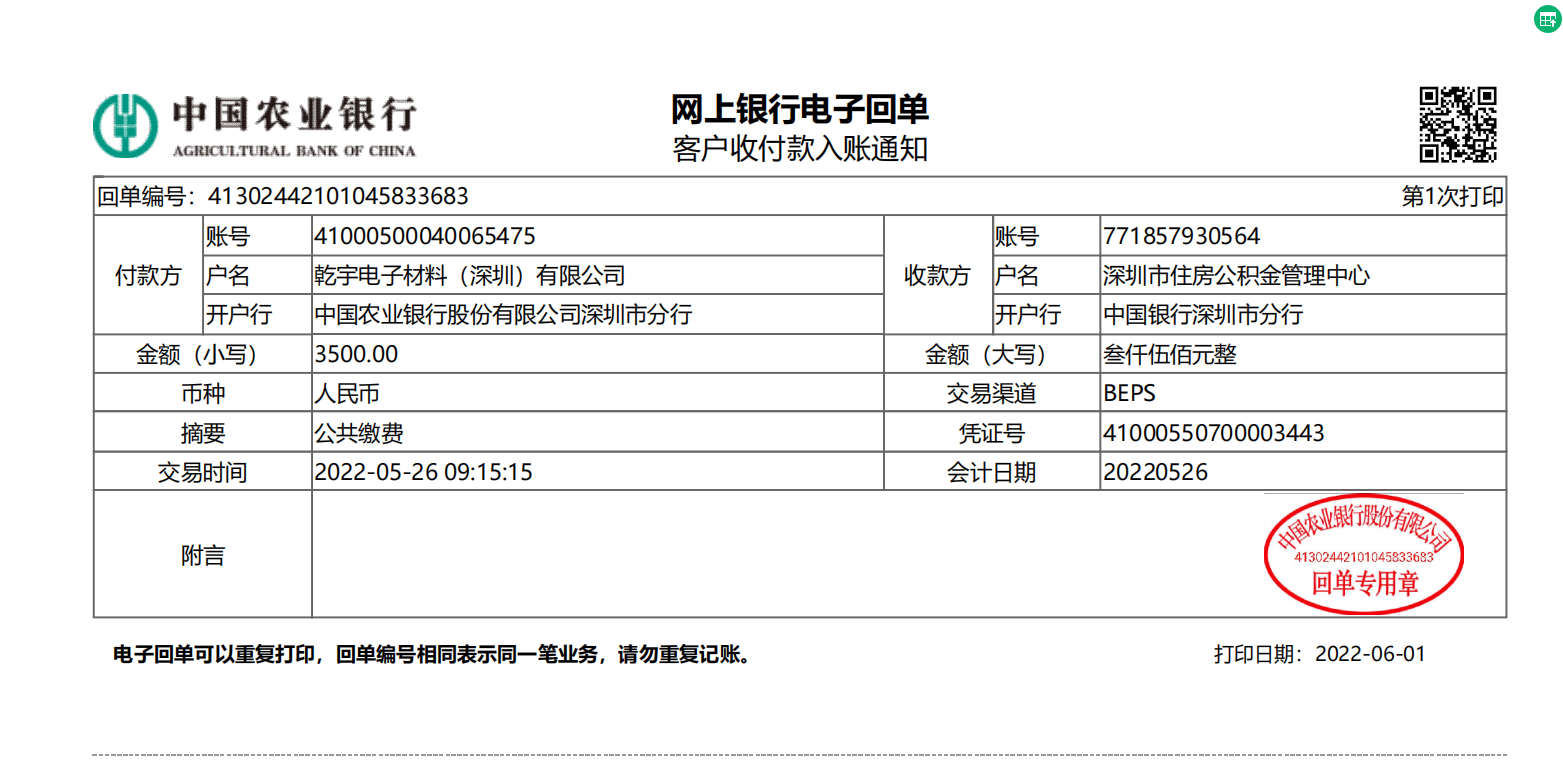 中国农业银行
AGRICULTURAL BANK OF CHINA
网上银行电子回单
客户收付款入账通知
回单编号：41302442101045833683 第1次打印
付款方 账号 41000500040065475 收款方 账号 771857930564
户名 乾宇电子材料（深圳）有限公司 户名 深圳市住房公积金管理中心
开户行 中国农业银行股份有限公司深圳市分行 开户行 中国银行深圳市分行
金额（小写） 3500.00 金额（大写） 叁仟伍佰元整
币种 人民币 交易渠道 BEPS
摘要 公共缴费 凭证号 41000550700003443
交易时间 2022-05-26 09:15:15 会计日期 20220526
附言
中国农业银行股份有限公司
41302442101045833683
回单专用章
电子回单可以重复打印，回单编号相同表示同一笔业务，请勿重复记账。 打印日期：2022-06-01